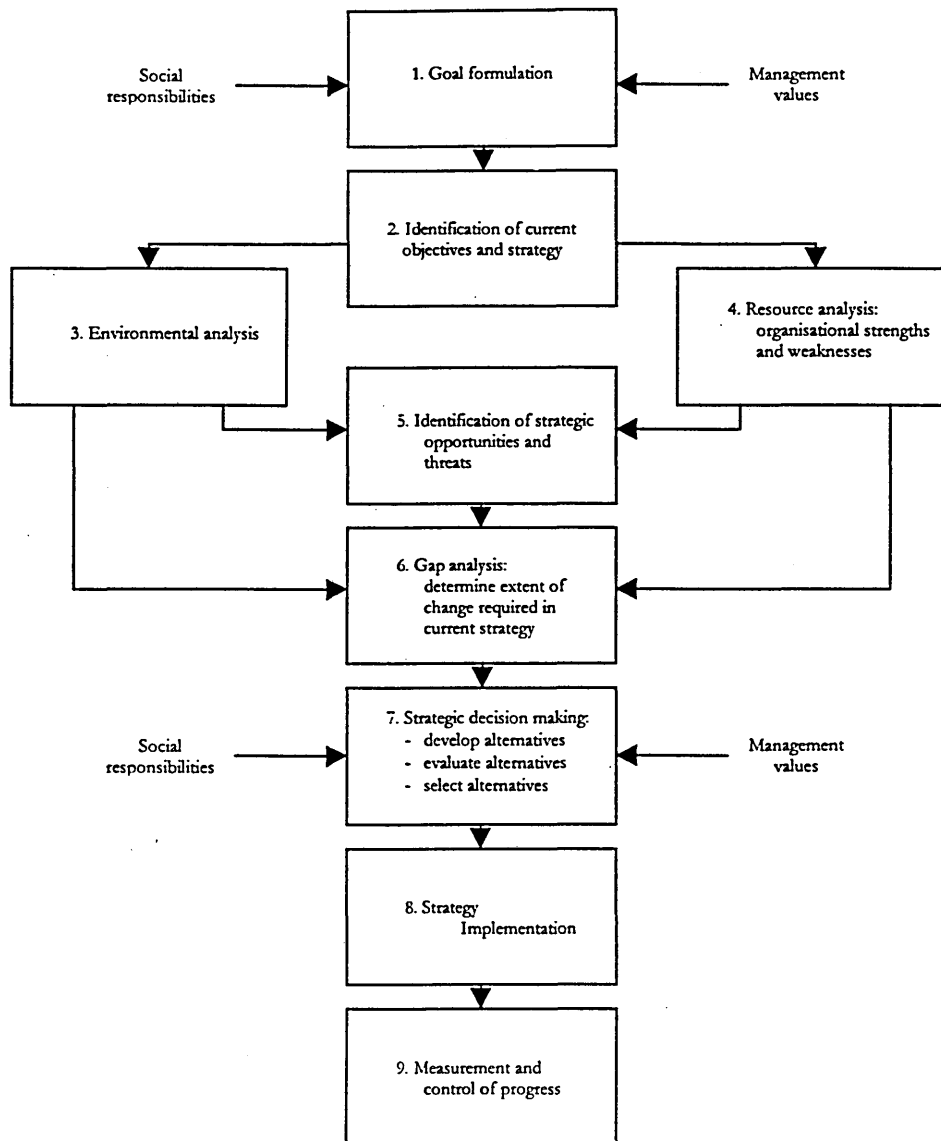 1. Goal formulation
Social
responsibilities
Management
values
2. Identification of current
objectives and strategy
3. Environmental analysis
4. Resource analysis:
organisational strengths
and weaknesses
5. Identification of strategic
opportunities and
threats
6. Gap analysis:
determine extent of
change required in
current strategy
7. Strategic decision making:
- develop alternatives
- evaluate alternatives
- select alternatives
Social
responsibilities
Management
values
8. Strategy
Implementation
9. Measurement and
control of progress